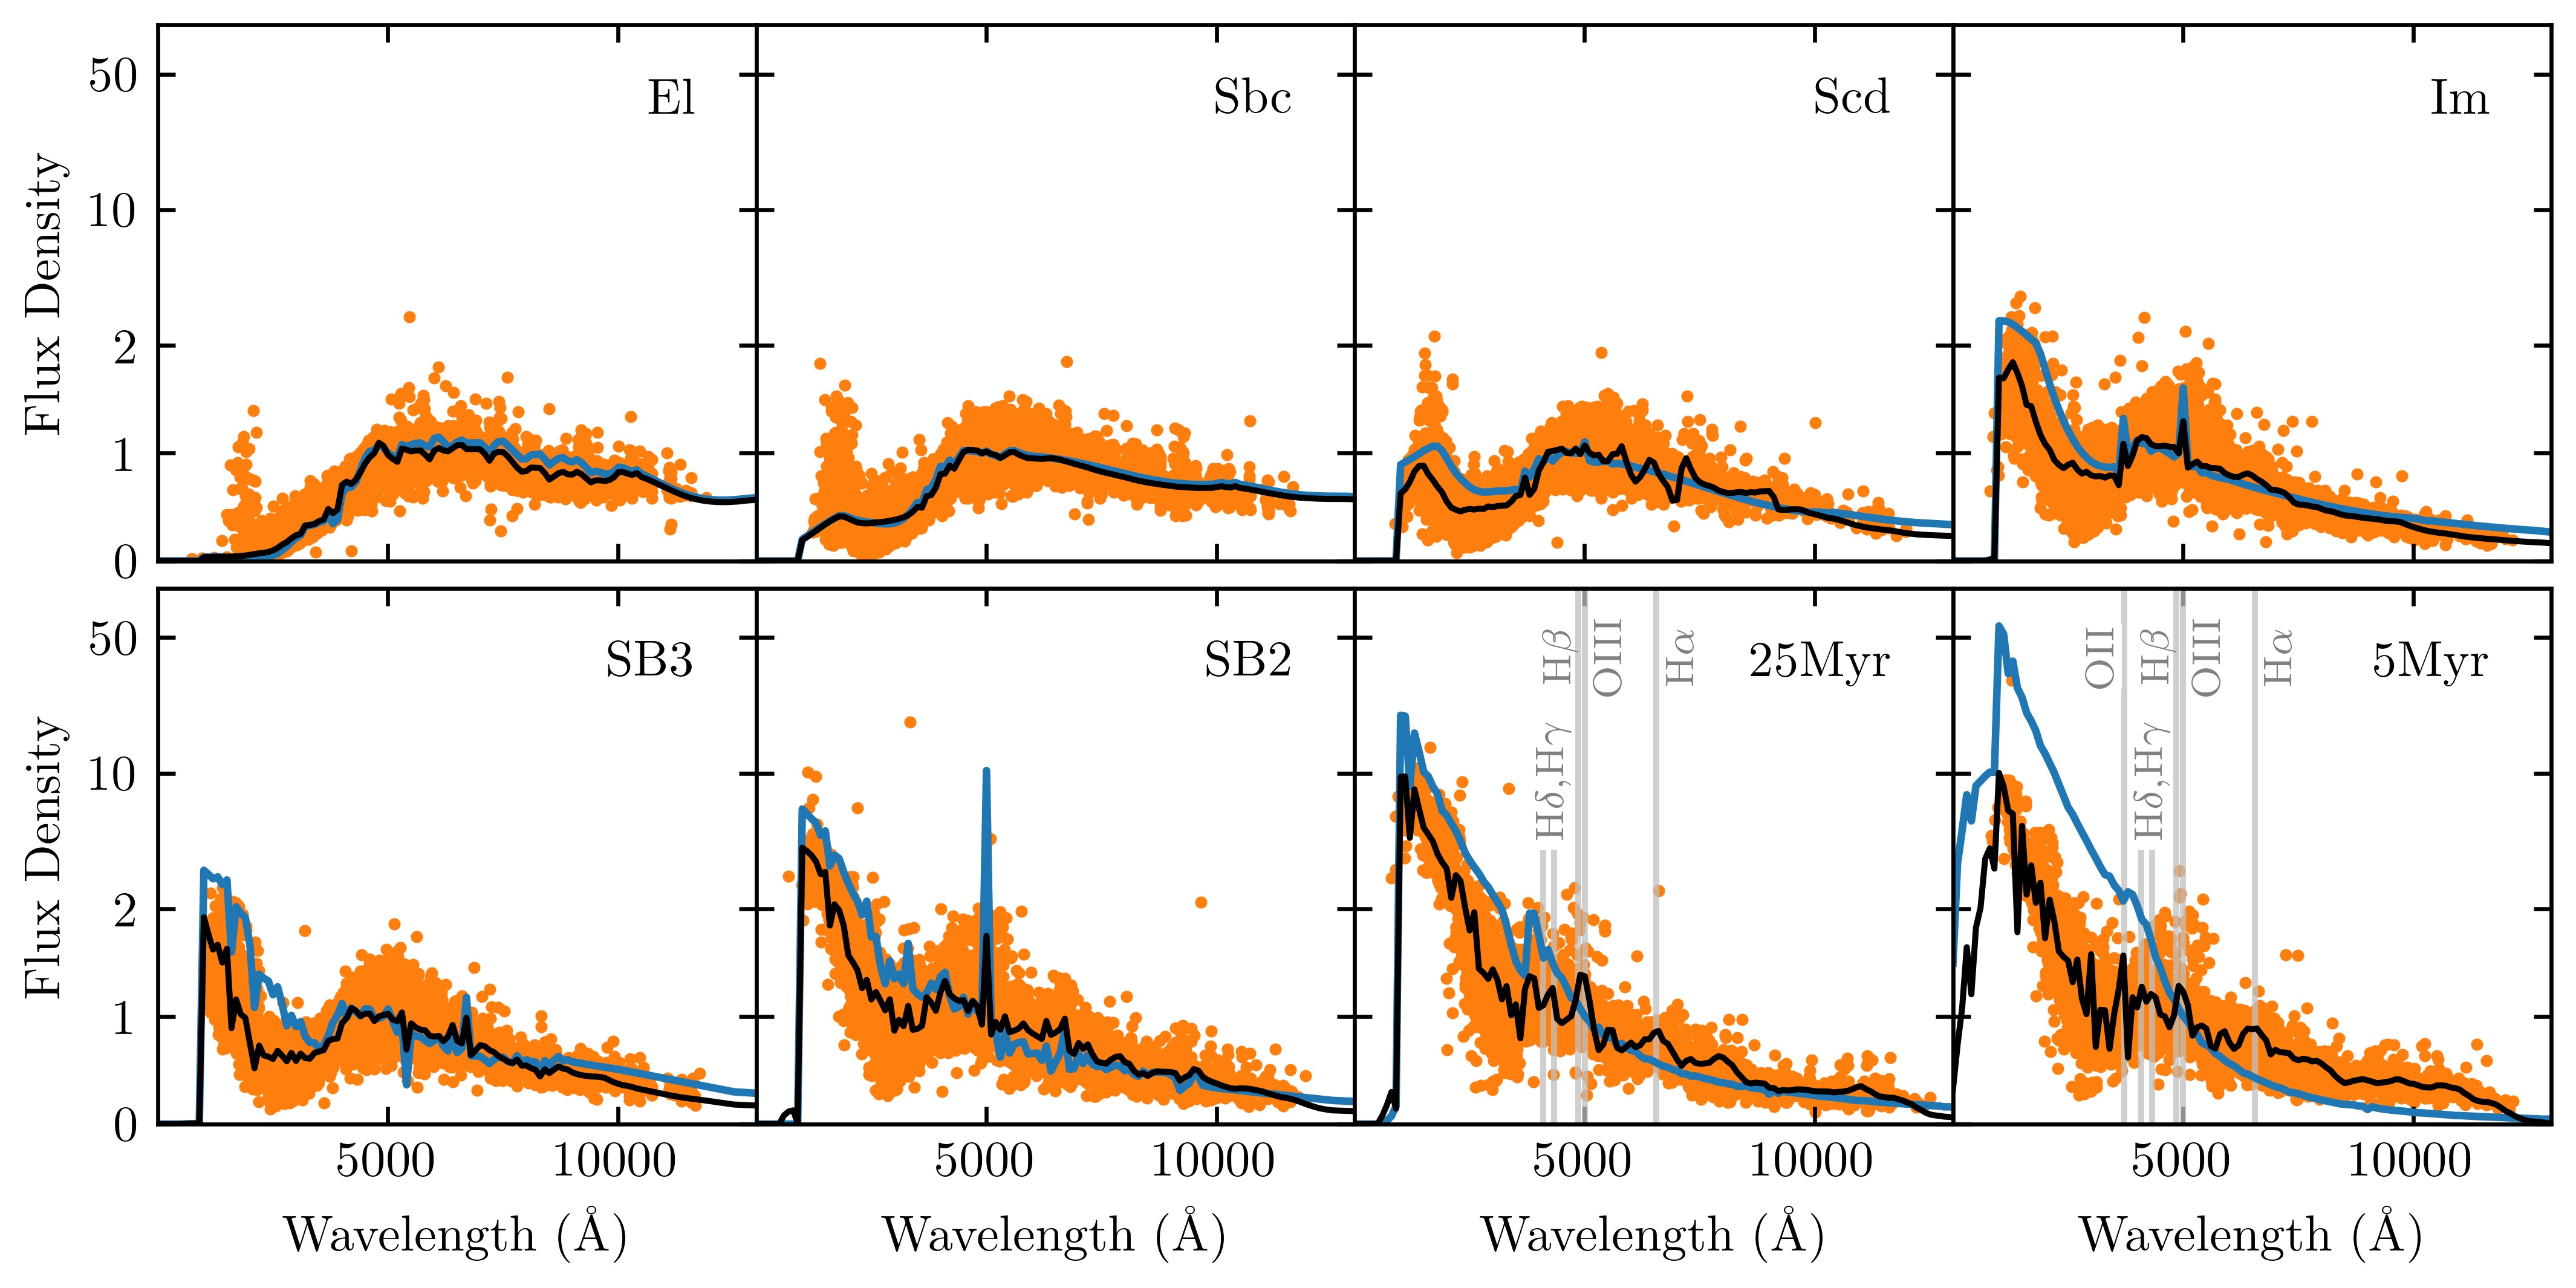 Flux Density
50
10
2
1
0
El
Sbc
Scd
Im
Flux Density
50
10
2
1
0
SB3
SB2
25Myr
Hδ,Hγ
Hβ
OIII
Hα
5Myr
OII
Hδ,Hγ
Hβ
OIII
Hα
5000 10000
5000 10000
5000 10000
5000 10000
Wavelength (Å)
Wavelength (Å)
Wavelength (Å)
Wavelength (Å)